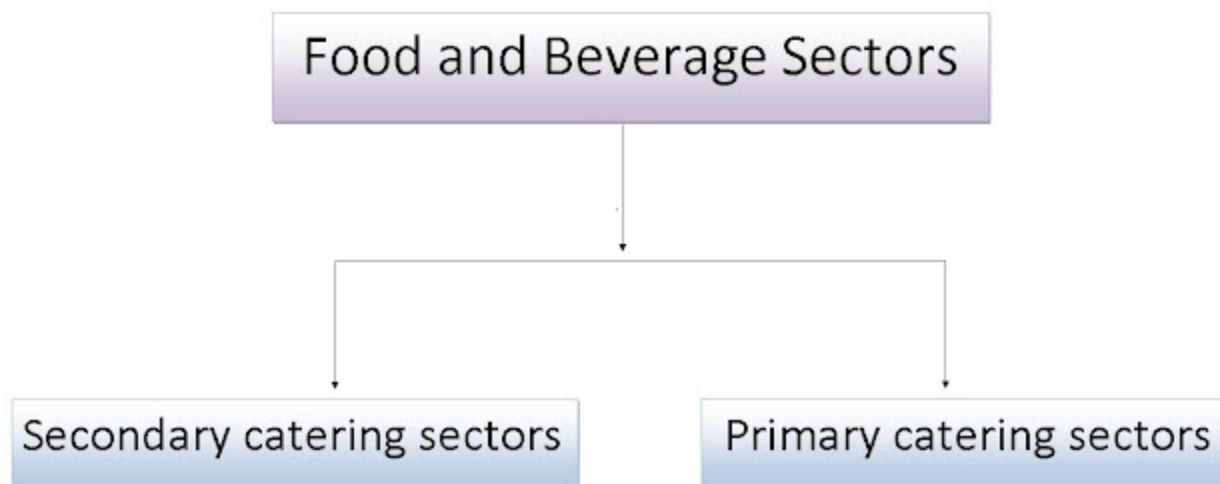 Food and Beverage Sectors
Secondary catering sectors
Primary catering sectors